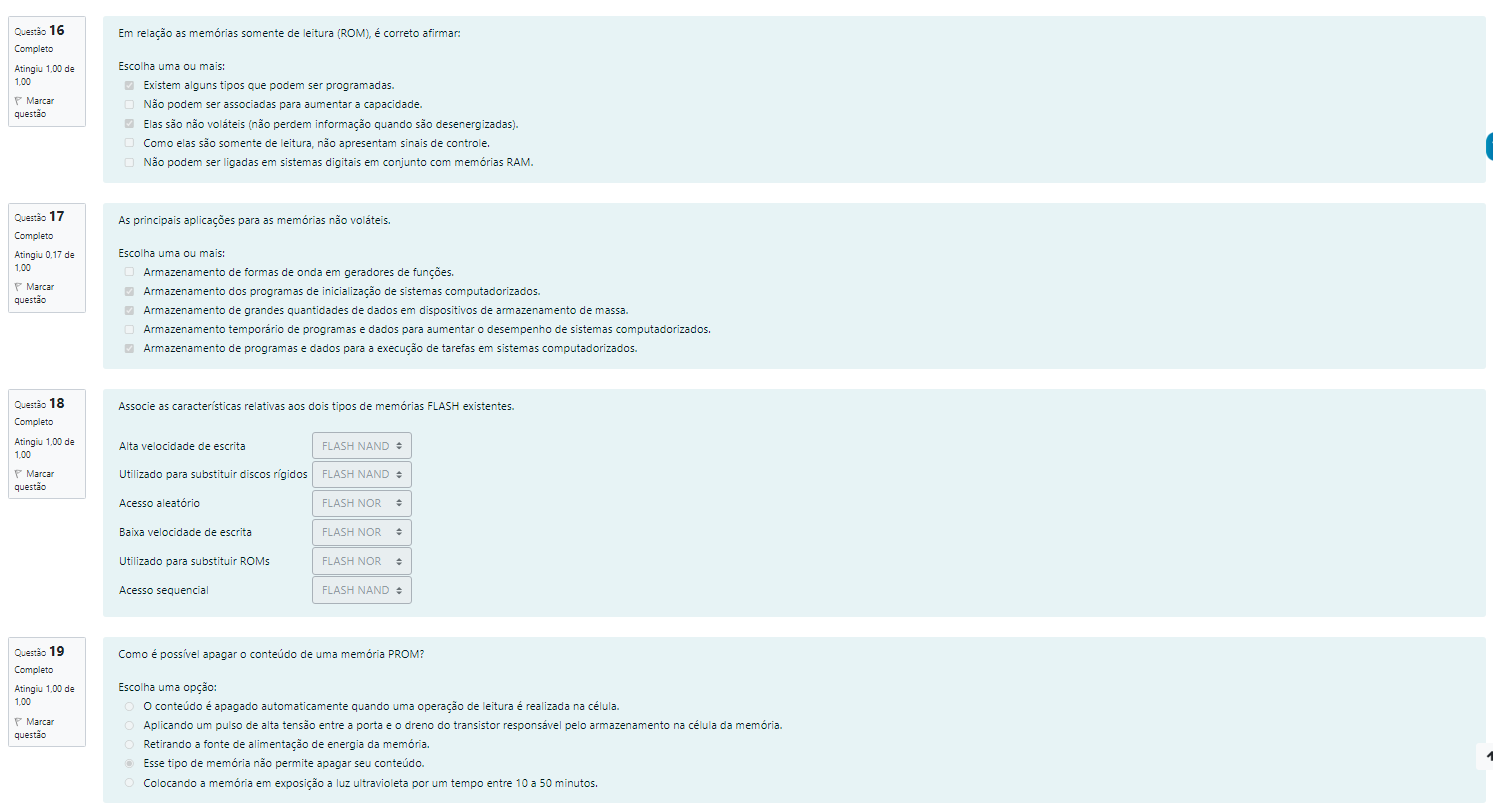 Questão 16
Completo
Atingiu 1,00 de
1,00
Marcar
questão
Em relação as memórias somente de leitura (ROM), é correto afirmar:
Escolha uma ou mais:
Existem alguns tipos que podem ser programadas.
Não podem ser associadas para aumentar a capacidade.
Elas são não voláteis (não perdem informação quando são desenergizadas).
Como elas são somente de leitura, não apresentam sinais de controle.
Não podem ser ligadas em sistemas digitais em conjunto com memórias RAM.
Questão 17
Completo
Atingiu 0,17 de
1,00
Marcar
questão
As principais aplicações para as memórias não voláteis.
Escolha uma ou mais:
Armazenamento de formas de onda em geradores de funções.
Armazenamento dos programas de inicialização de sistemas computadorizados.
Armazenamento de grandes quantidades de dados em dispositivos de armazenamento de massa.
Armazenamento temporário de programas e dados para aumentar o desempenho de sistemas computadorizados.
Armazenamento de programas e dados para a execução de tarefas em sistemas computadorizados.
Questão 18
Completo
Atingiu 1,00 de
1,00
Marcar
questão
Associe as características relativas aos dois tipos de memórias FLASH existentes.
Alta velocidade de escrita FLASH NAND
Utilizado para substituir discos rígidos FLASH NAND
Acesso aleatório FLASH NOR
Baixa velocidade de escrita FLASH NOR
Utilizado para substituir ROMs FLASH NOR
Acesso sequencial FLASH NAND
Questão 19
Completo
Atingiu 1,00 de
1,00
Marcar
questão
Como é possível apagar o conteúdo de uma memória PROM?
Escolha uma opção:
O conteúdo é apagado automaticamente quando uma operação de leitura é realizada na célula.
Aplicando um pulso de alta tensão entre a porta e o dreno do transistor responsável pelo armazenamento na célula da memória.
Retirando a fonte de alimentação de energia da memória.
Esse tipo de memória não permite apagar seu conteúdo.
Colocando a memória em exposição a luz ultravioleta por um tempo entre 10 a 50 minutos.